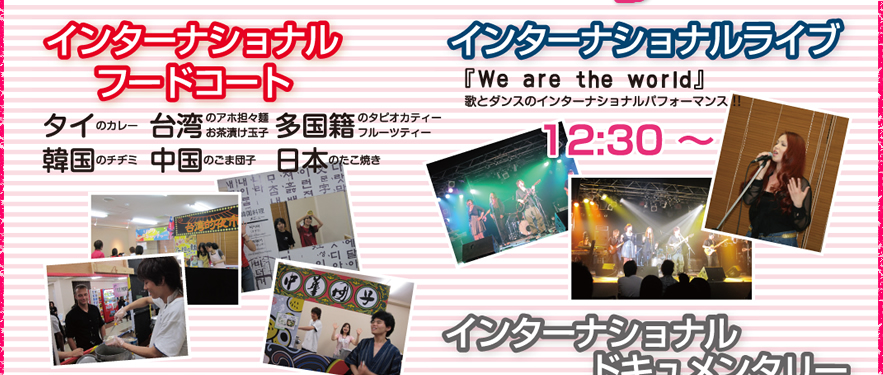 インターナショナル
フードコート
タイのカレー 台湾のアホ担々麺 お茶漬け玉子 多国籍のタピオカティー フルーツティー
韓国のチヂミ 中国のごま団子 日本のたこ焼き
インターナショナルライブ
『We are the world』
歌とダンスのインターナショナルパフォーマンス !!
12:30 ～
インターナショナル
ドキュメンタリー